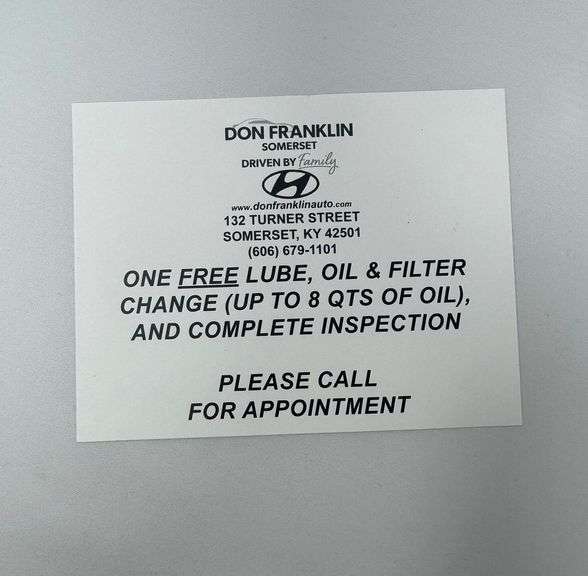 DON FRANKLIN
SOMERSET
DRIVEN BY Family
www.donfranklinauto.com
132 TURNER STREET
SOMERSET, KY 42501
(606) 679-1101
ONE FREE LUBE, OIL & FILTER
CHANGE (UP TO 8 QTS OF OIL),
AND COMPLETE INSPECTION
PLEASE CALL
FOR APPOINTMENT